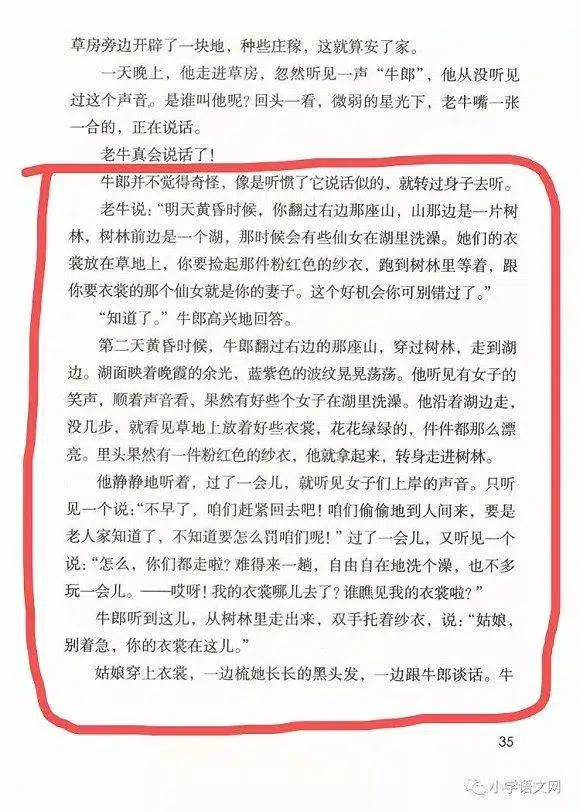 草房旁边开辟了一块地，种些庄稼，这就算安了家。
一天晚上，他走进草房，忽然听见一声“牛郎”，他从没听见
过这个声音。是谁叫他呢？回头一看，微弱的星光下，老牛嘴一张
一合的，正在说话。
老牛真会说话了！
牛郎并不觉得奇怪，像是听惯了它说话似的，就转过身子去听。
老牛说：“明天黄昏时候，你翻过右边那座山，山那边是一片树
林，树林前边是一个湖，那时候会有些仙女在湖里洗澡。她们的衣
裳放在草地上，你要捡起那件粉红色的纱衣，跑到树林里等着，跟
你要衣裳的那个仙女就是你的妻子。这个好机会你可别错过了。”
“知道了。”牛郎高兴地回答。
第二天黄昏时候，牛郎翻过右边的那座山，穿过树林，走到湖
边。湖面映着晚霞的余光，蓝紫色的波纹晃晃荡荡。他听见有女子的
笑声，顺着声音看，果然有好些个女子在湖里洗澡。他沿着湖边走，
没几步，就看见草地上放着好些衣裳，花花绿绿的，件件都那么漂
亮。里头果然有一件粉红色的纱衣，他就拿起来，转身走进树林。
他静静地听着，过了一会儿，就听见女子们上岸的声音。只听
见一个说：“不早了，咱们赶紧回去吧！咱们偷偷地到人间来，要是
老人家知道了，不知道要怎么罚咱们呢！”过了一会儿，又听见一个
说：“怎么，你们都走啦？难得来一趟，自由自在地洗个澡，也不多
玩一会儿。——哎呀！我的衣裳哪儿去了？谁瞧见我的衣裳啦？”
牛郎听到这儿，从树林里走出来，双手托着纱衣，说：“姑娘，
别着急，你的衣裳在这儿。”
姑娘穿上衣裳，一边梳她长长的黑头发，一边跟牛郎谈话。牛
35
小学语文网